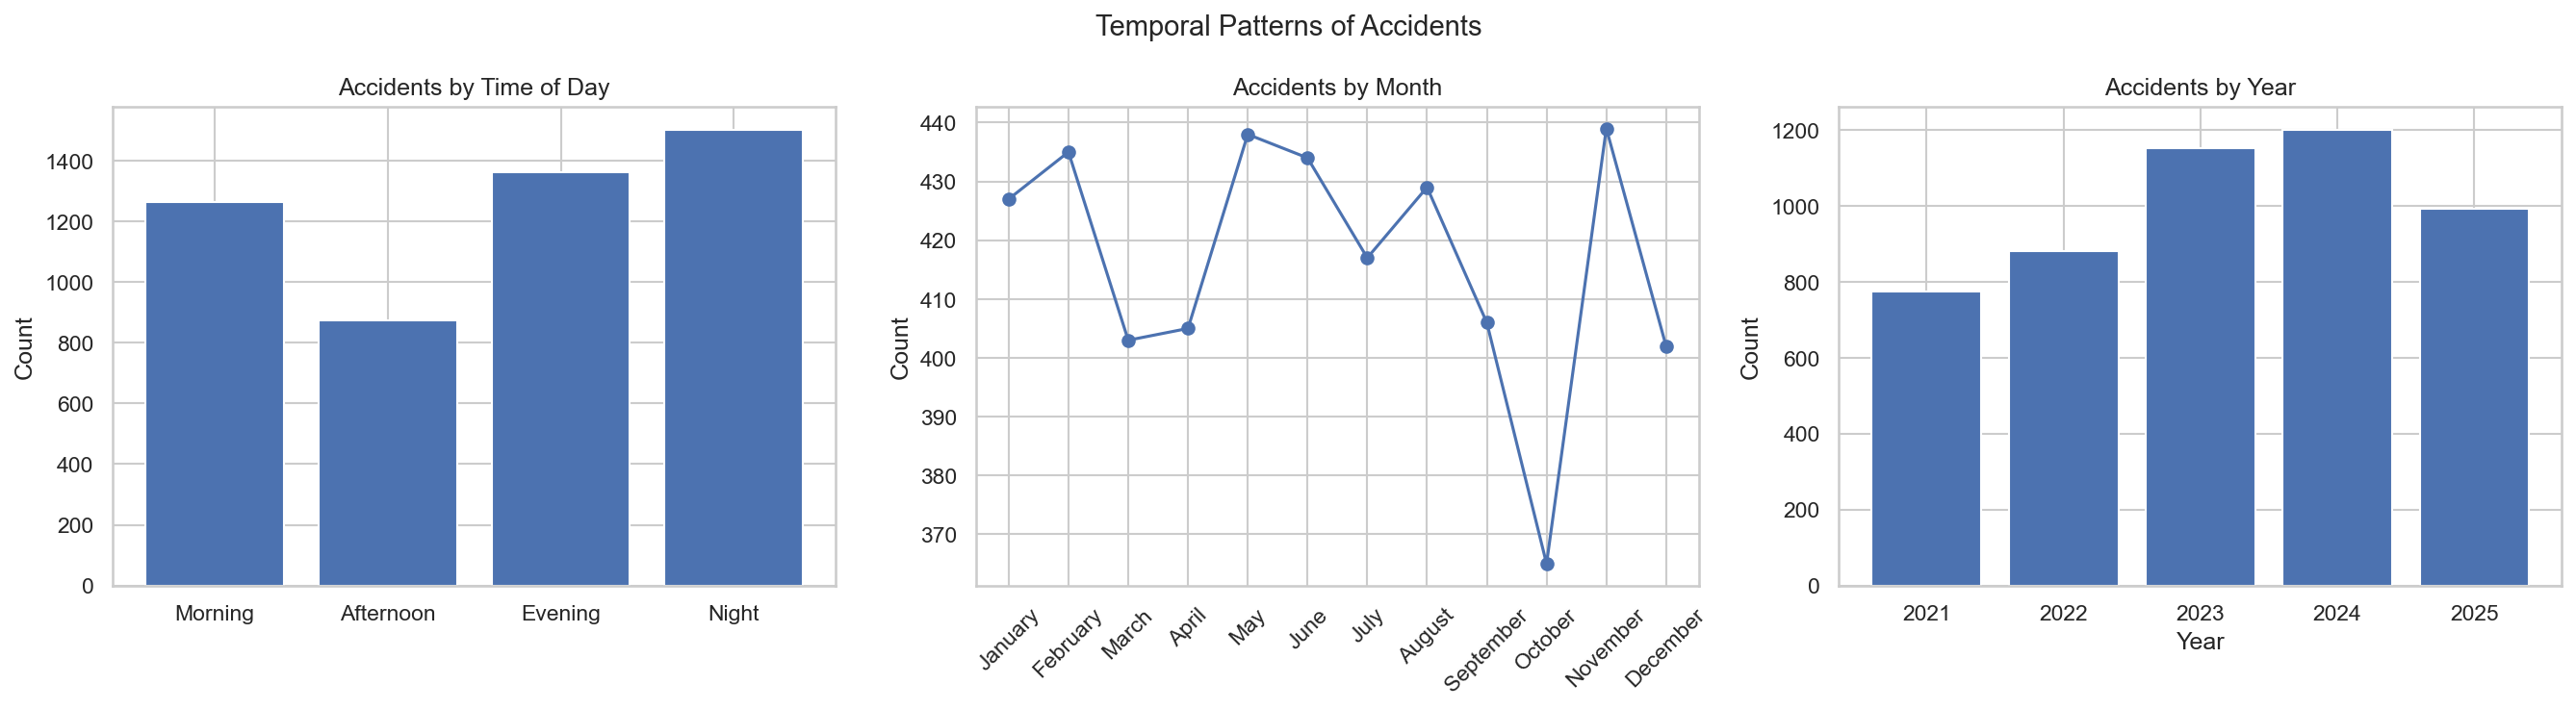 Temporal Patterns of Accidents
Accidents by Time of Day
Count
1400
1200
1000
800
600
400
200
0
Morning Afternoon Evening Night
Accidents by Month
Count
440
430
420
410
400
390
380
370
January February March April May June July August September October November December
Accidents by Year
Count
1200
1000
800
600
400
200
0
2021 2022 2023 2024 2025
Year